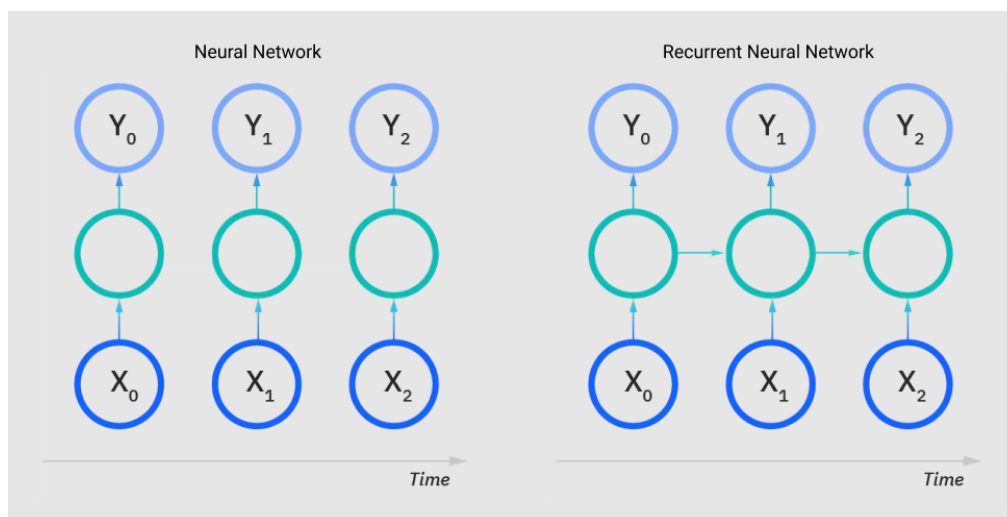 Neural Network
Y₀ Y₁ Y₂
X₀ X₁ X₂
Time
Recurrent Neural Network
Y₀ Y₁ Y₂
X₀ X₁ X₂
Time